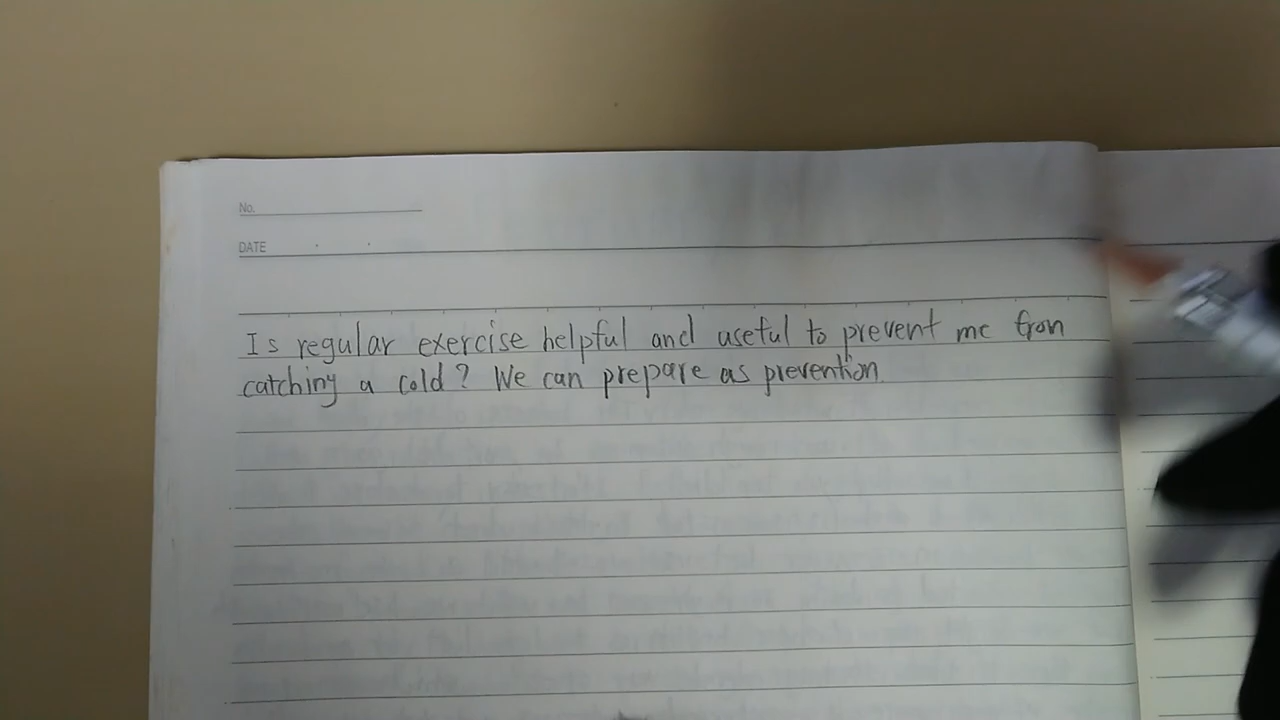 No.
DATE
Is regular exercise helpful and useful to prevent me from
catching a cold? We can prepare as prevention.